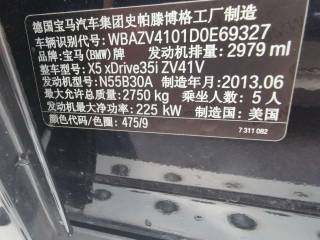 德国宝马汽车集团史帕滕博格工厂制造
车辆识别代号: WBAZV4101D0E69327
品牌:宝马(BMW)牌 发动机排量: 2979 ml
整车型号: X5 xDrive35i ZV41V
发动机型号: N55B30A 制造年月: 2013.06
最大允许总质量: 2750 kg 乘坐人数: 5 人
发动机最大净功率: 225 kW 制造国: 美国
颜色代码: 475/9
7 311 092